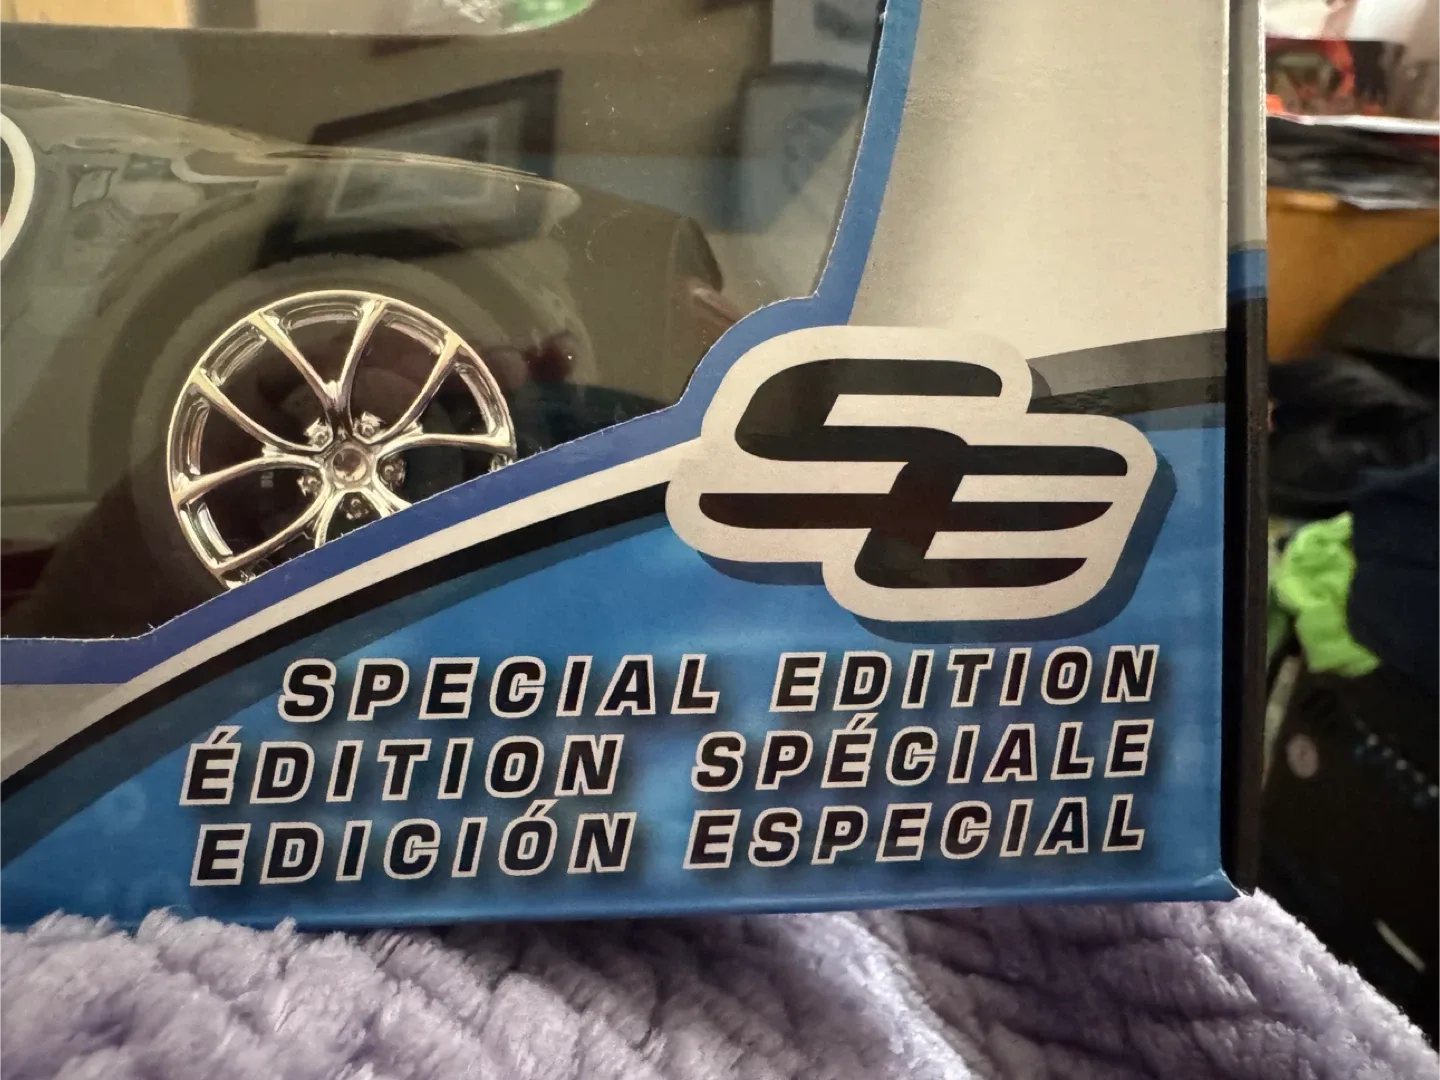 SE
SPECIAL EDITION
ÉDITION SPÉCIALE
EDICIÓN ESPECIAL